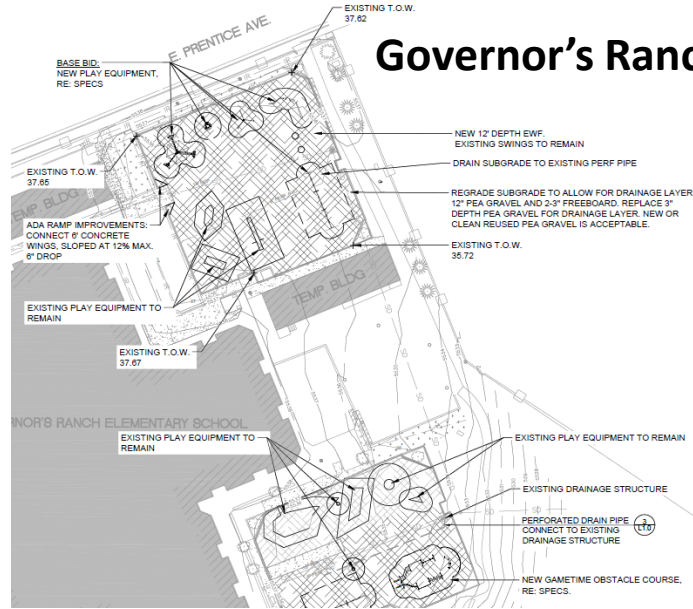 Governor's Ranc
E. PRENTICE AVE.
EXISTING T.O.W.
37.62
BASE BID:
NEW PLAY EQUIPMENT,
RE: SPECS
NEW 12' DEPTH EWF.
EXISTING SWINGS TO REMAIN
DRAIN SUBGRADE TO EXISTING PERF PIPE
EXISTING T.O.W.
37.65
TEMP. BLDG
REGRADE SUBGRADE TO ALLOW FOR DRAINAGE LAYER
12" PEA GRAVEL AND 2-3" FREEBOARD. REPLACE 3"
DEPTH PEA GRAVEL FOR DRAINAGE LAYER. NEW OR
CLEAN REUSED PEA GRAVEL IS ACCEPTABLE.
ADA RAMP IMPROVEMENTS:
CONNECT 6' CONCRETE
WINGS, SLOPED AT 12% MAX.
6" DROP
EXISTING T.O.W.
35.72
TEMP. BLDG
EXISTING PLAY EQUIPMENT TO
REMAIN
EXISTING T.O.W.
37.67
RNOR'S RANCH ELEMENTARY SCHOOL
EXISTING PLAY EQUIPMENT TO
REMAIN
EXISTING PLAY EQUIPMENT TO REMAIN
EXISTING DRAINAGE STRUCTURE
PERFORATED DRAIN PIPE
CONNECT TO EXISTING
DRAINAGE STRUCTURE
3
L1.0
NEW GAMETIME OBSTACLE COURSE,
RE: SPECS.